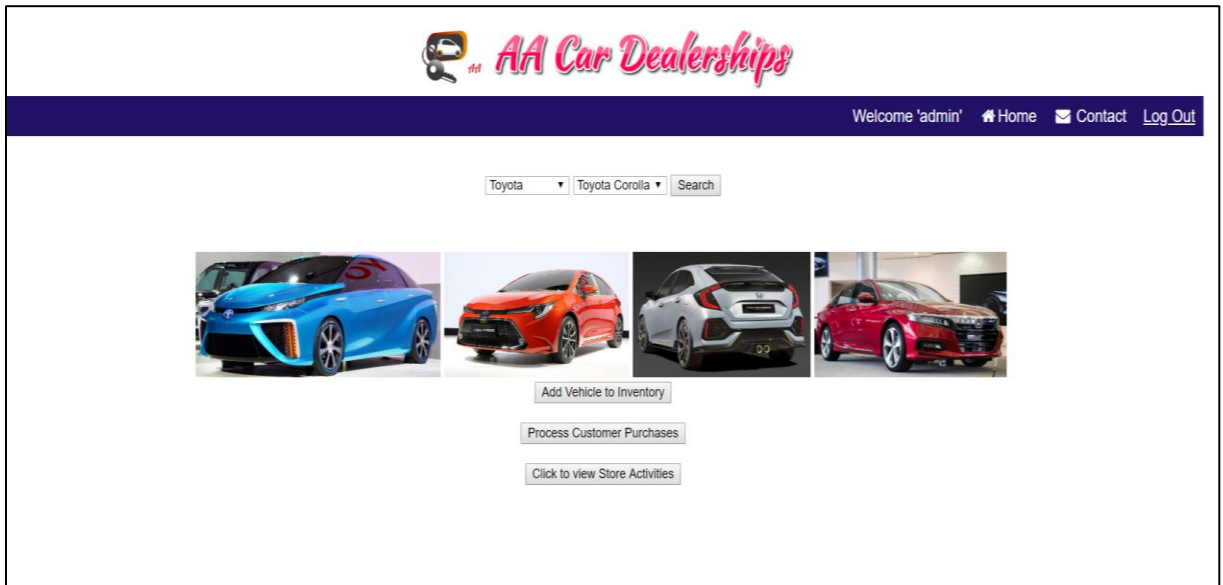 AA AA Car Dealerships
Welcome 'admin' Home Contact Log Out
Toyota Toyota Corolla Search
Add Vehicle to Inventory
Process Customer Purchases
Click to view Store Activities